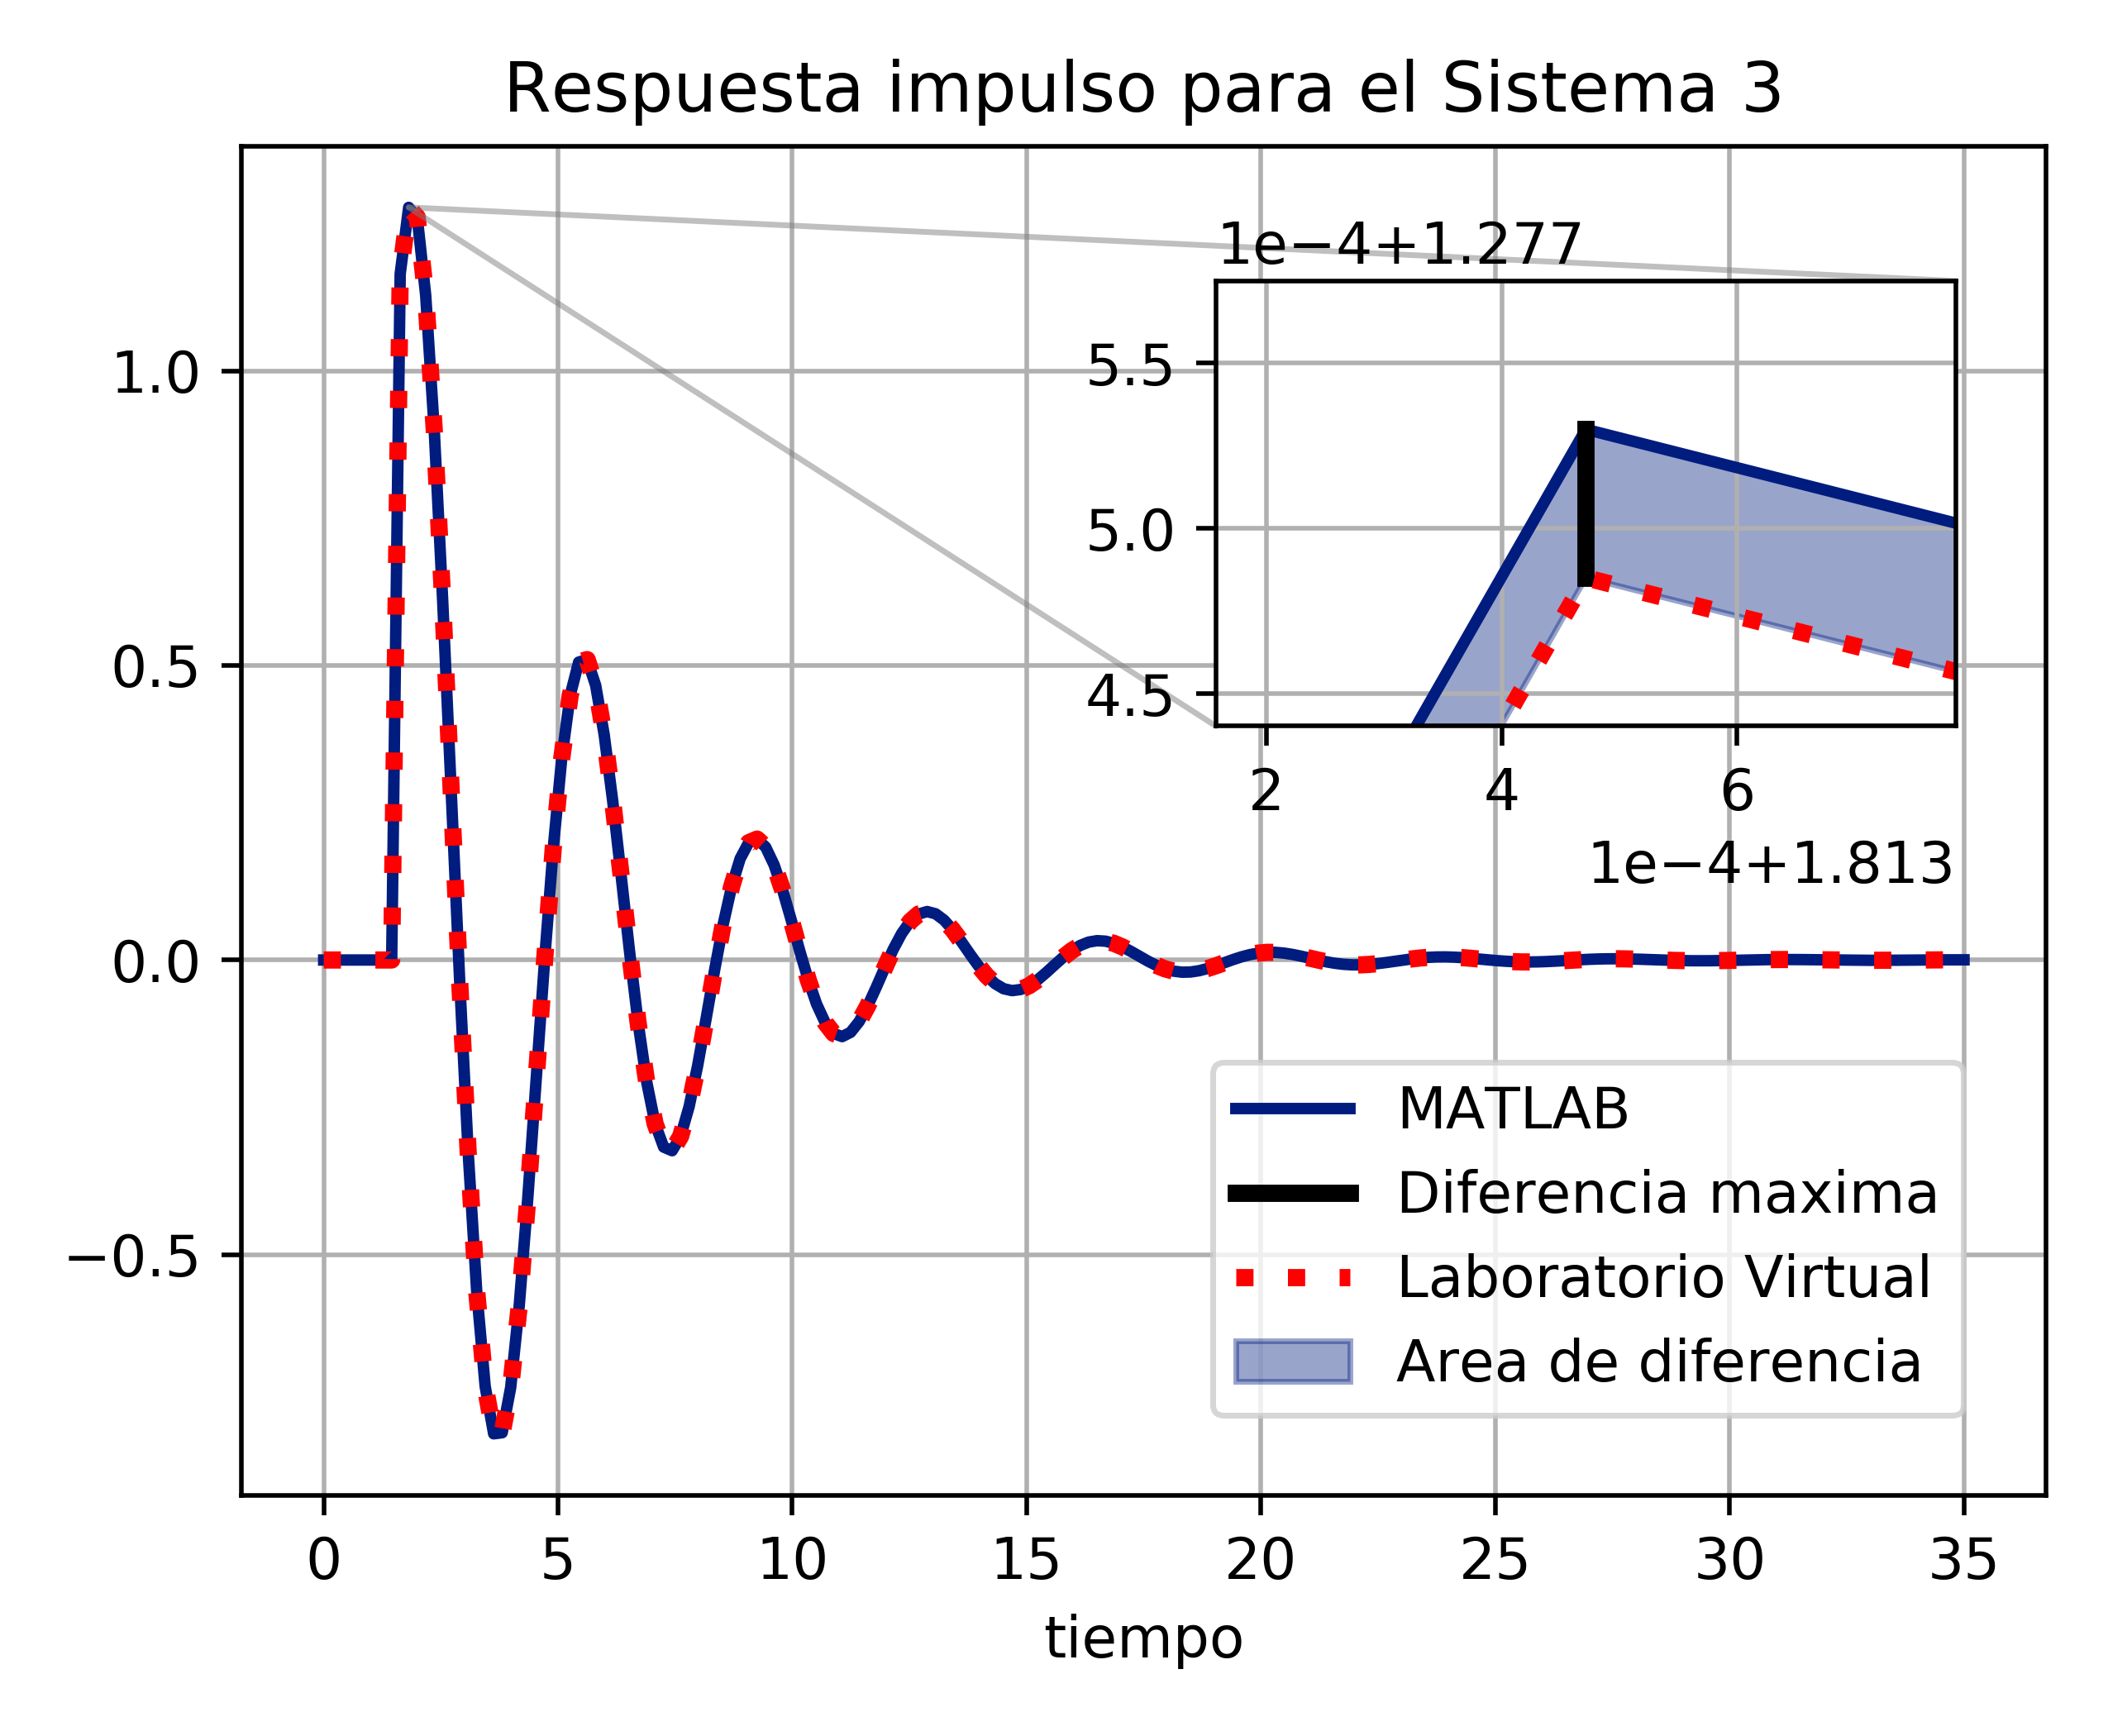 Respuesta impulso para el Sistema 3
1e−4+1.277
5.5
5.0
4.5
2 4 6
1e−4+1.813
1.0
0.5
0.0
−0.5
MATLAB
Diferencia maxima
Laboratorio Virtual
Area de diferencia
0 5 10 15 20 25 30 35
tiempo